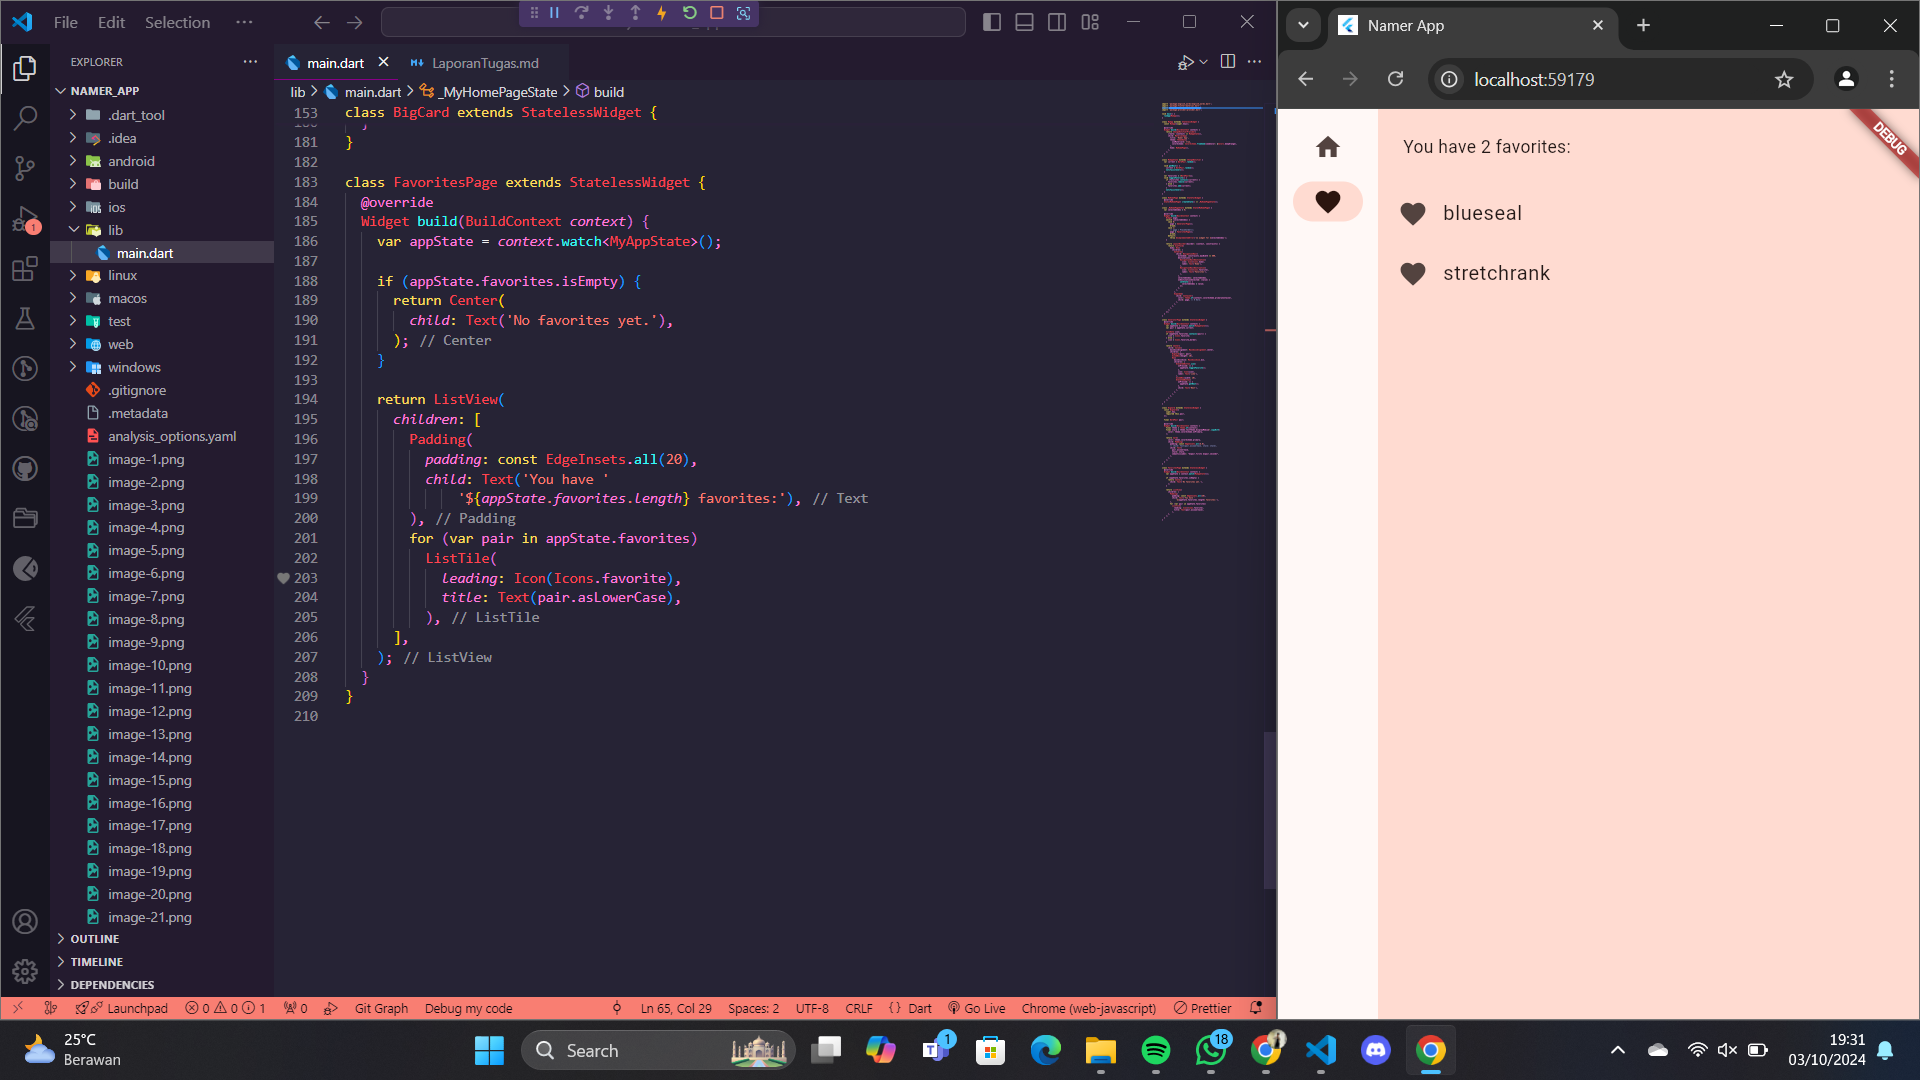 File Edit Selection ···
EXPLORER
NAMER_APP
.dart_tool
.idea
android
build
ios
lib
main.dart
linux
macos
test
web
windows
.gitignore
.metadata
analysis_options.yaml
image-1.png
image-2.png
image-3.png
image-4.png
image-5.png
image-6.png
image-7.png
image-8.png
image-9.png
image-10.png
image-11.png
image-12.png
image-13.png
image-14.png
image-15.png
image-16.png
image-17.png
image-18.png
image-19.png
image-20.png
image-21.png
OUTLINE
TIMELINE
DEPENDENCIES
main.dart LaporanTugas.md
lib > main.dart > _MyHomePageState > build
153 class BigCard extends StatelessWidget {
181 }
182
183 class FavoritesPage extends StatelessWidget {
184 @override
185 Widget build(BuildContext context) {
186 var appState = context.watch<MyAppState>();
187
188 if (appState.favorites.isEmpty) {
189 return Center(
190 child: Text('No favorites yet.'),
191 ); // Center
192 }
193
194 return ListView(
195 children: [
196 Padding(
197 padding: const EdgeInsets.all(20),
198 child: Text('You have '
199 '${appState.favorites.length} favorites:'), // Text
200 ), // Padding
201 for (var pair in appState.favorites)
202 ListTile(
203 leading: Icon(Icons.favorite),
204 title: Text(pair.asLowerCase),
205 ), // ListTile
206 ],
207 ); // ListView
208 }
209 }
210
1
Launchpad 0 0 1 0 Git Graph Debug my code Ln 65, Col 29 Spaces: 2 UTF-8 CRLF {} Dart Go Live Chrome (web-javascript) Prettier
Namer App
localhost:59179
DEBUG
You have 2 favorites:
blueseal
stretchrank
25°C
Berawan
Search
1
18
19:31
03/10/2024